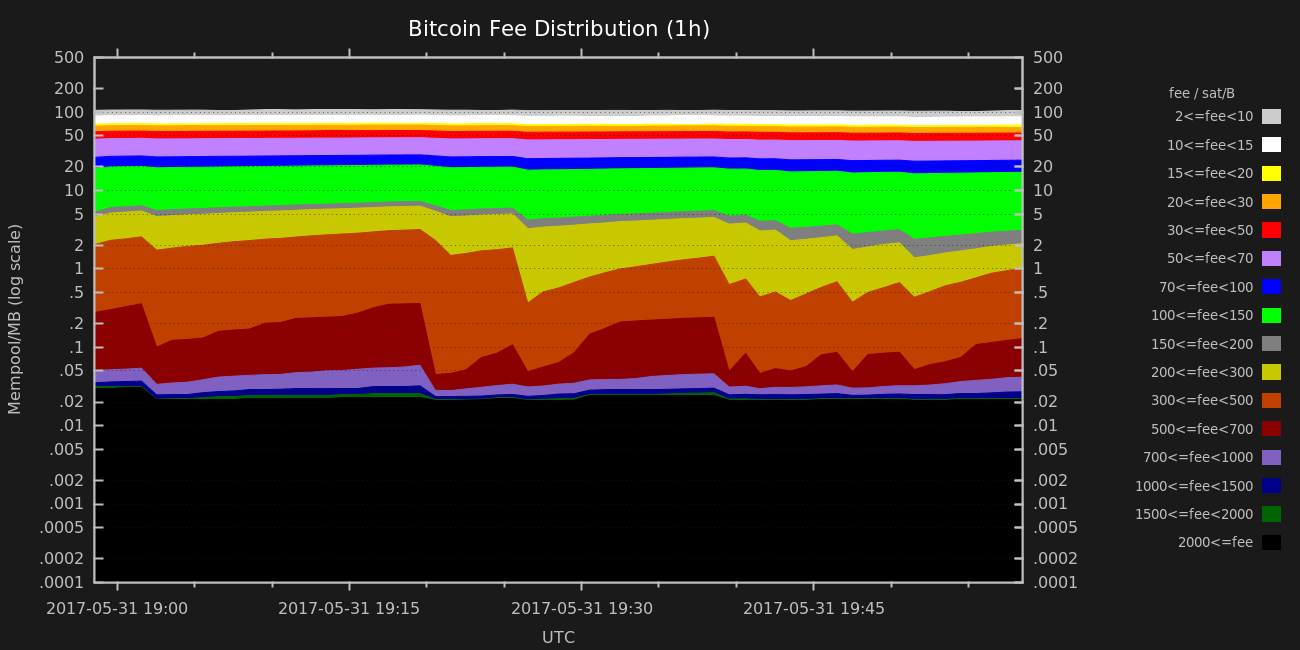 Bitcoin Fee Distribution (1h)
500
200
100
50
20
10
5
2
1
.5
.2
.1
.05
.02
.01
.005
.002
.001
.0005
.0002
.0001
Mempool/MB (log scale)
500
200
100
50
20
10
5
2
1
.5
.2
.1
.05
.02
.01
.005
.002
.001
.0005
.0002
.0001
2017-05-31 19:00
2017-05-31 19:15
2017-05-31 19:30
2017-05-31 19:45
UTC
fee / sat/B
2<=fee<10
10<=fee<15
15<=fee<20
20<=fee<30
30<=fee<50
50<=fee<70
70<=fee<100
100<=fee<150
150<=fee<200
200<=fee<300
300<=fee<500
500<=fee<700
700<=fee<1000
1000<=fee<1500
1500<=fee<2000
2000<=fee